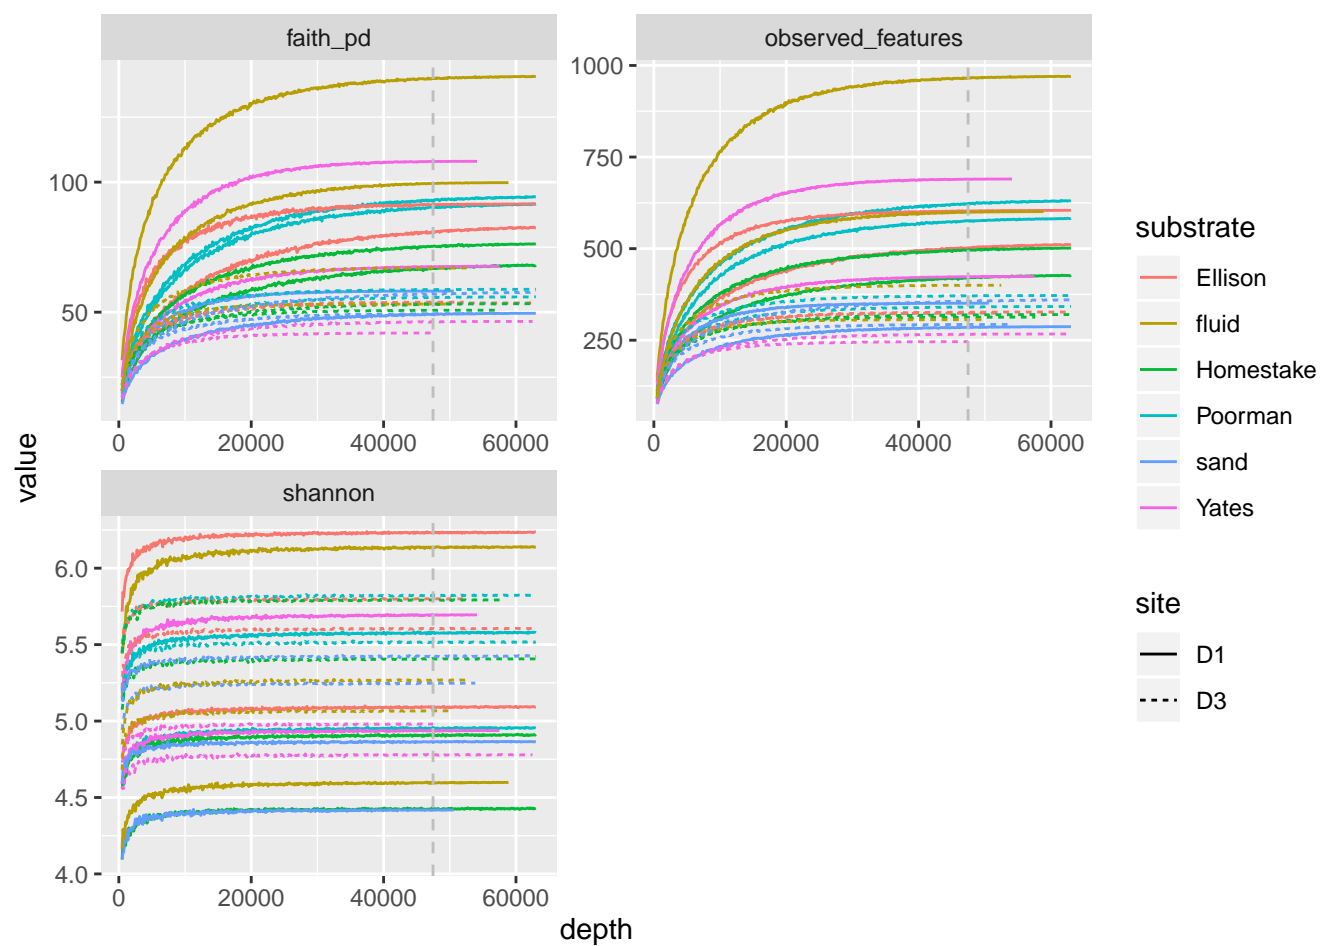 faith_pd
observed_features
100
50
0
20000
40000
60000
1000
750
500
250
0
20000
40000
60000
shannon
6.0
5.5
5.0
4.5
4.0
0
20000
40000
60000
value
depth
substrate
Ellison
fluid
Homestake
Poorman
sand
Yates
site
D1
D3